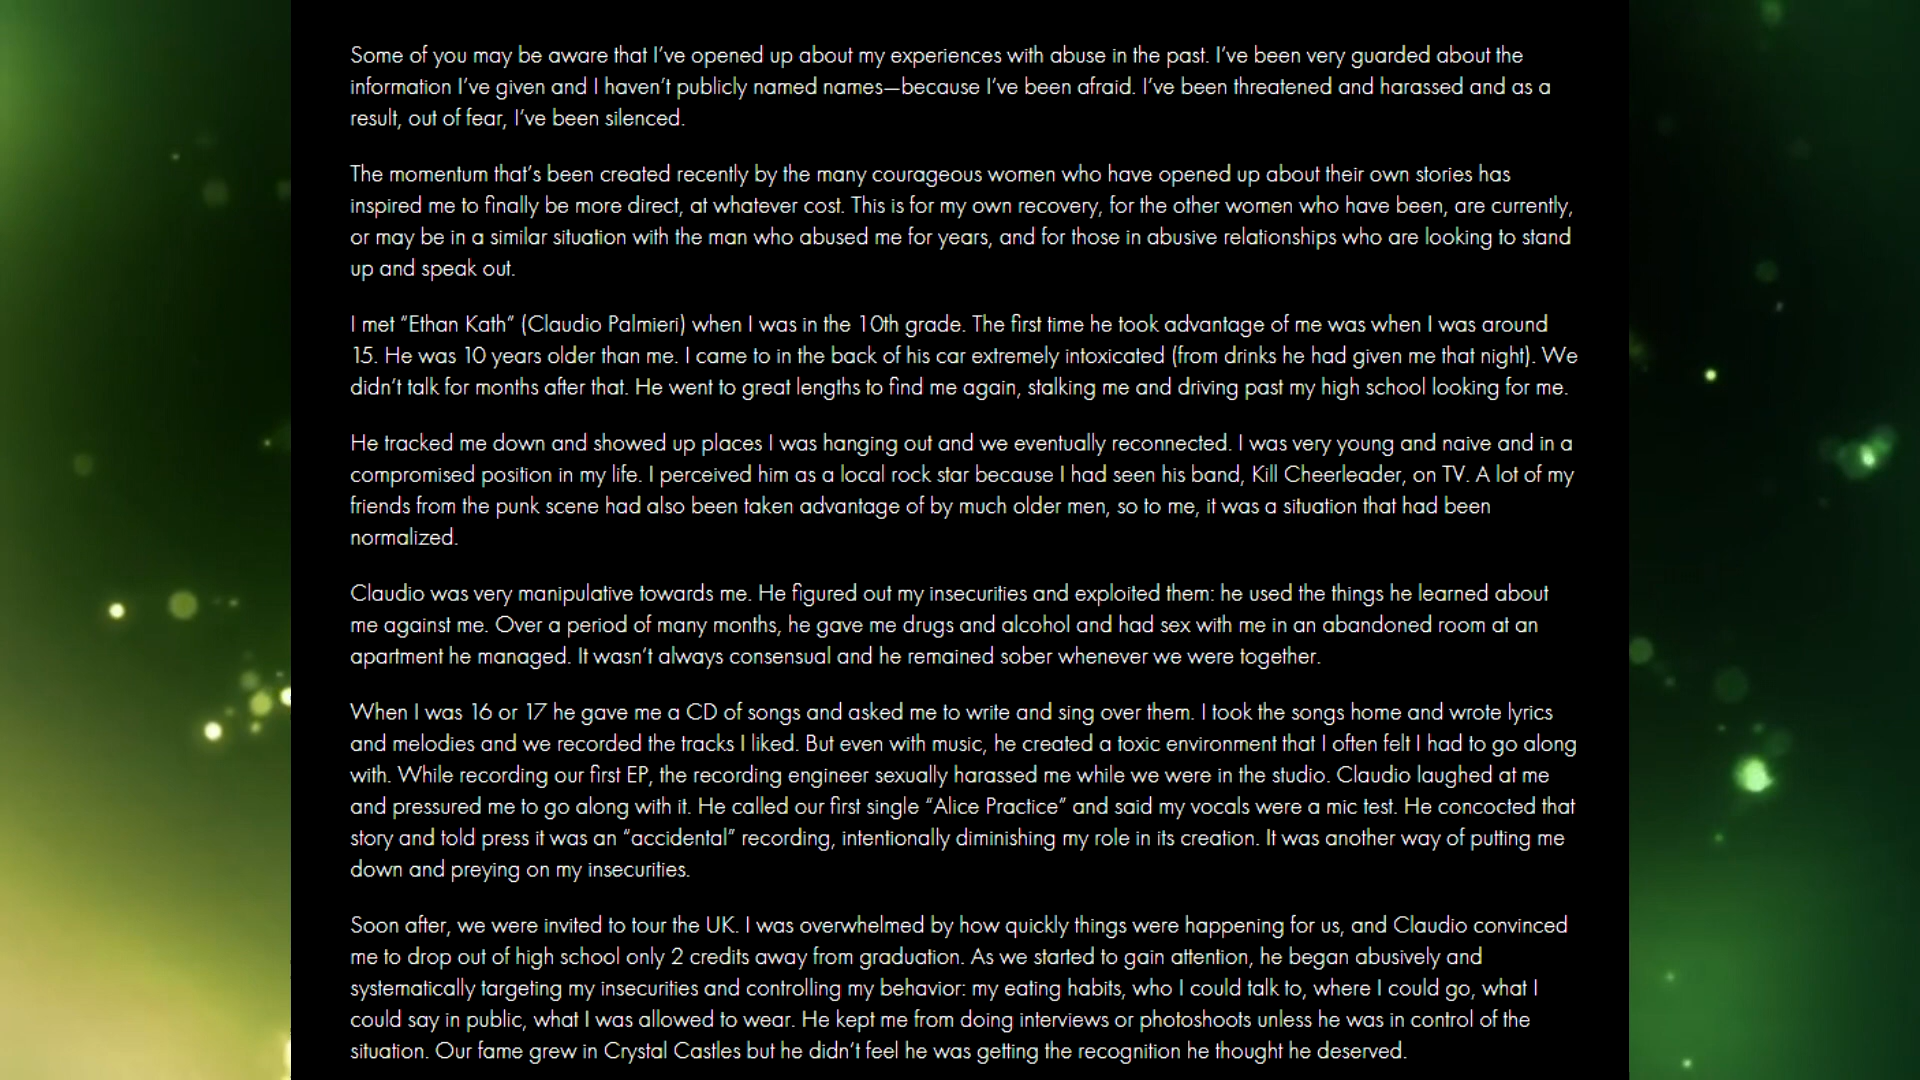 Some of you may be aware that I've opened up about my experiences with abuse in the past. I've been very guarded about the
information I've given and I haven't publicly named names—because I've been afraid. I've been threatened and harassed and as a
result, out of fear, I've been silenced.
The momentum that's been created recently by the many courageous women who have opened up about their own stories has
inspired me to finally be more direct, at whatever cost. This is for my own recovery, for the other women who have been, are currently,
or may be in a similar situation with the man who abused me for years, and for those in abusive relationships who are looking to stand
up and speak out.
I met "Ethan Kath" (Claudio Palmieri) when I was in the 10th grade. The first time he took advantage of me was when I was around
15. He was 10 years older than me. I came to in the back of his car extremely intoxicated (from drinks he had given me that night). We
didn't talk for months after that. He went to great lengths to find me again, stalking me and driving past my high school looking for me.
He tracked me down and showed up places I was hanging out and we eventually reconnected. I was very young and naive and in a
compromised position in my life. I perceived him as a local rock star because I had seen his band, Kill Cheerleader, on TV. A lot of my
friends from the punk scene had also been taken advantage of by much older men, so to me, it was a situation that had been
normalized.
Claudio was very manipulative towards me. He figured out my insecurities and exploited them: he used the things he learned about
me against me. Over a period of many months, he gave me drugs and alcohol and had sex with me in an abandoned room at an
apartment he managed. It wasn't always consensual and he remained sober whenever we were together.
When I was 16 or 17 he gave me a CD of songs and asked me to write and sing over them. I took the songs home and wrote lyrics
and melodies and we recorded the tracks I liked. But even with music, he created a toxic environment that I often felt I had to go along
with. While recording our first EP, the recording engineer sexually harassed me while we were in the studio. Claudio laughed at me
and pressured me to go along with it. He called our first single "Alice Practice" and said my vocals were a mic test. He concocted that
story and told press it was an "accidental" recording, intentionally diminishing my role in its creation. It was another way of putting me
down and preying on my insecurities.
Soon after, we were invited to tour the UK. I was overwhelmed by how quickly things were happening for us, and Claudio convinced
me to drop out of high school only 2 credits away from graduation. As we started to gain attention, he began abusively and
systematically targeting my insecurities and controlling my behavior: my eating habits, who I could talk to, where I could go, what I
could say in public, what I was allowed to wear. He kept me from doing interviews or photoshoots unless he was in control of the
situation. Our fame grew in Crystal Castles but he didn't feel he was getting the recognition he thought he deserved.